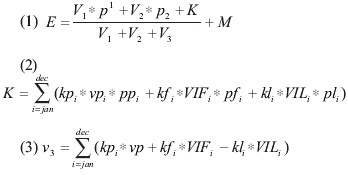 (1) E = \frac{V_1 * p^1 + V_2 * p_2 + K}{V_1 + V_2 + V_3} + M
(2)
K = \sum_{i=jan}^{dec} (kp_i * vp_i * pp_i + kf_i * VIF_i * pf_i + kl_i * VIL_i * pl_i)
(3) v_3 = \sum_{i=jan}^{dec} (kp_i * vp + kf_i * VIF_i - kl_i * VIL_i)